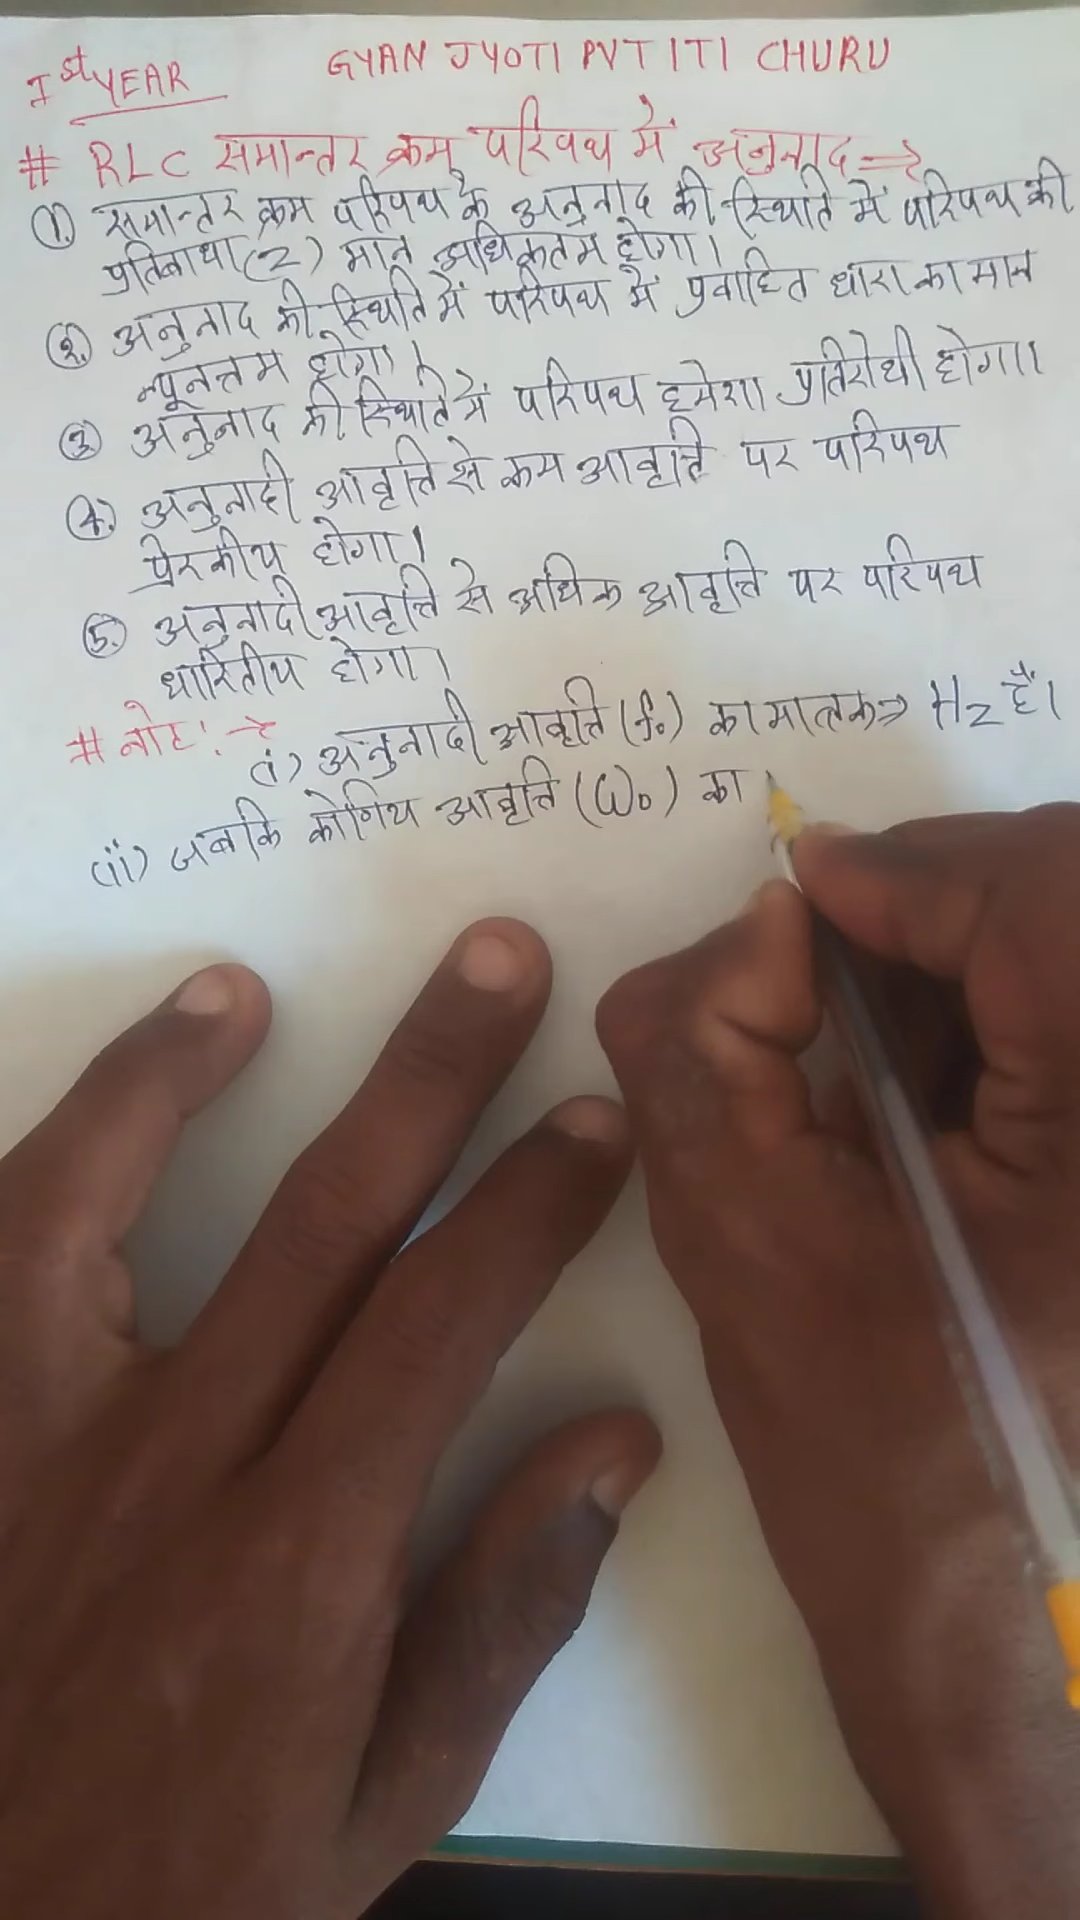 Ist YEAR GYAN JYOTI PVT ITI CHURU
# RLC समान्तर क्रम परिपथ में अनुनाद ⇒
①. समान्तर क्रम परिपथ के अनुनाद की स्थिति में परिपथ की
प्रतिबाधा (Z) मान अधिकतम होगा।
②. अनुनाद की स्थिति में परिपथ में प्रवाहित धारा का मान
न्यूनत्तम होगा।
③. अनुनाद की स्थिति में परिपथ हमेशा प्रतिरोधी होगा।
④. अनुनादी आवृत्ति से कम आवृत्ति पर परिपथ
प्रेरकीय होगा।
⑤. अनुनादी आवृत्ति से अधिक आवृत्ति पर परिपथ
धारितीय होगा।
# नोट :→
(i) अनुनादी आवृत्ति (f₀) का मात्रक ⇒ Hz हैं।
(ii) जबकि कोणिय आवृत्ति (ω₀) का